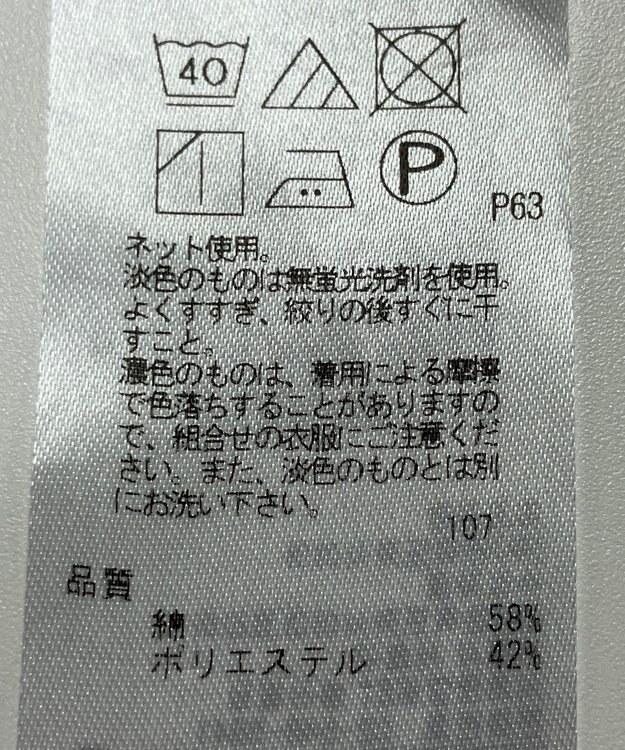 40
P
P63
ネット使用。
淡色のものは無蛍光洗剤を使用。
よくすすぎ、絞りの後すぐに干
すこと。
濃色のものは、着用による摩擦
で色落ちすることがありますの
で、組合せの衣服にご注意くだ
さい。また、淡色のものとは別
にお洗い下さい。
107
品質
綿 58%
ポリエステル 42%